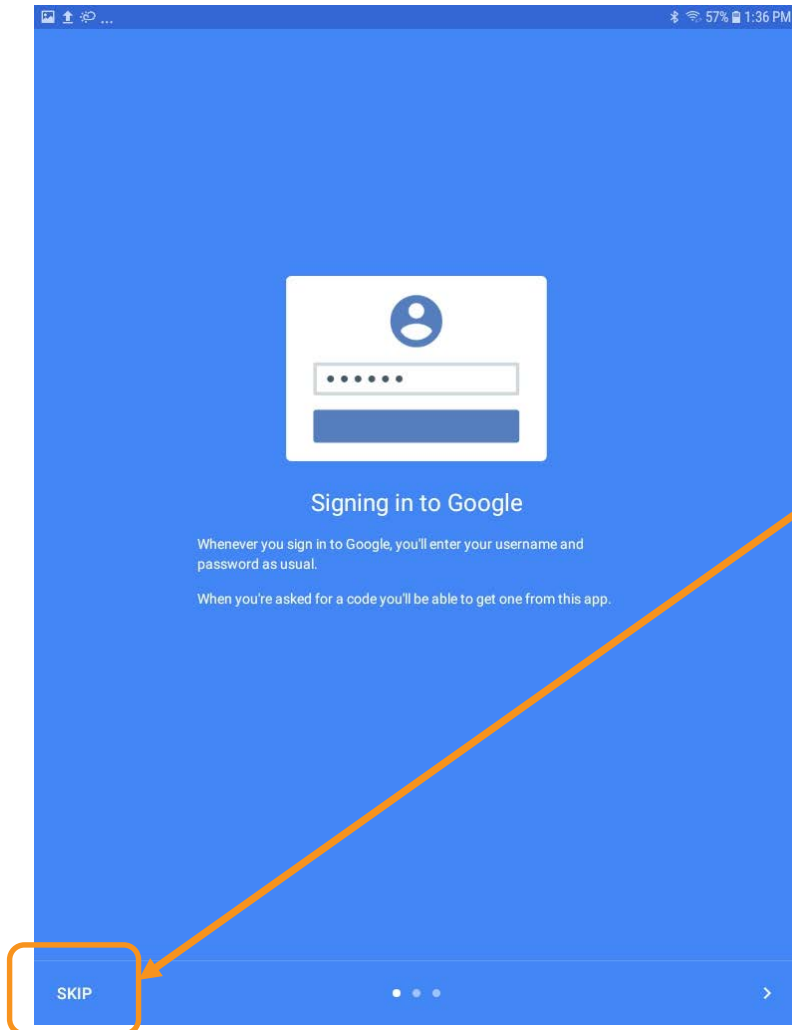 ... 57% 1:36 PM
Signing in to Google
Whenever you sign in to Google, you'll enter your username and
password as usual.
When you're asked for a code you'll be able to get one from this app.
SKIP